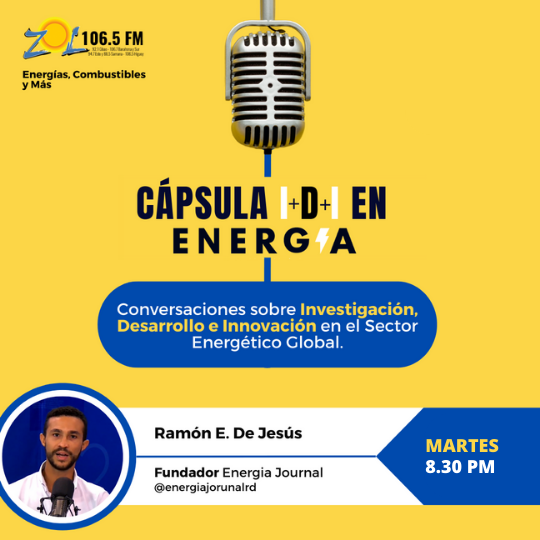 ZOL 106.5 FM
Energías, Combustibles
y Más
CÁPSULA I+D+I EN
ENERGÍA
Conversaciones sobre Investigación,
Desarrollo e Innovación en el Sector
Energético Global.
Ramón E. De Jesús
Fundador Energia Journal
@energiajorunalrd
MARTES
8.30 PM